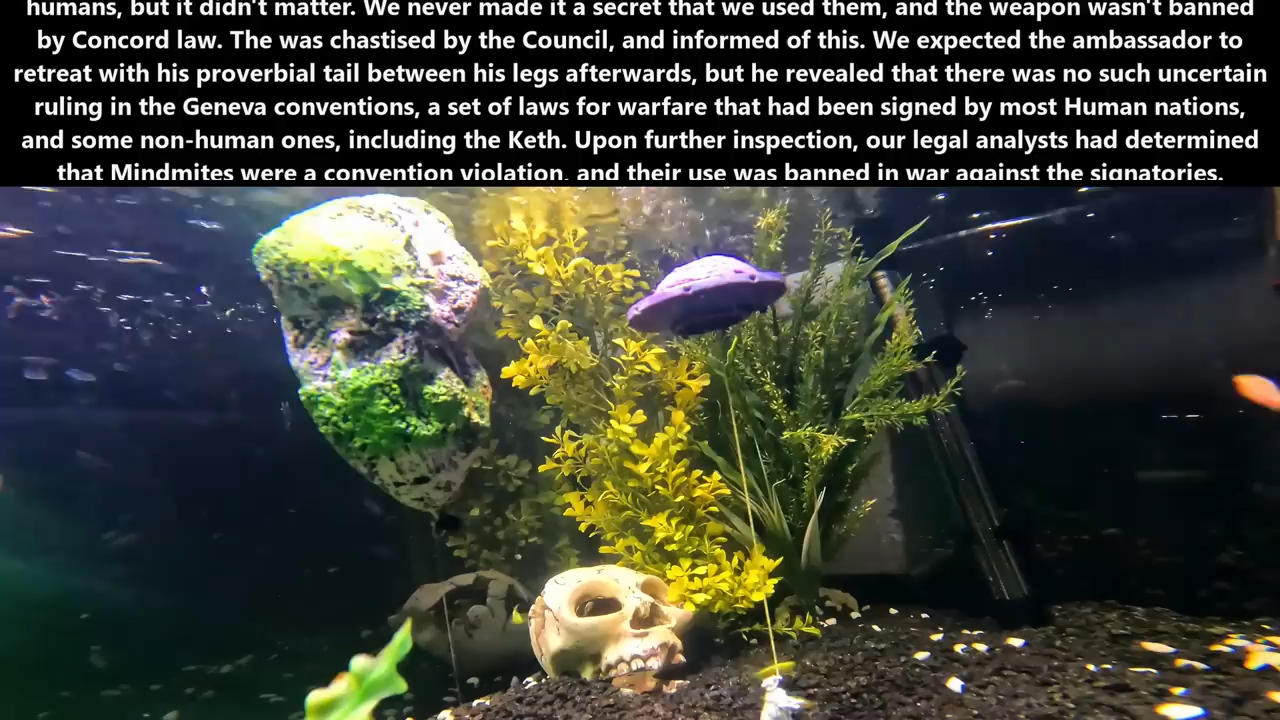 humans, but it didn't matter. We never made it a secret that we used them, and the weapon wasn't banned
by Concord law. The was chastised by the Council, and informed of this. We expected the ambassador to
retreat with his proverbial tail between his legs afterwards, but he revealed that there was no such uncertain
ruling in the Geneva conventions, a set of laws for warfare that had been signed by most Human nations,
and some non-human ones, including the Keth. Upon further inspection, our legal analysts had determined
that Mindmites were a convention violation, and their use was banned in war against the signatories.